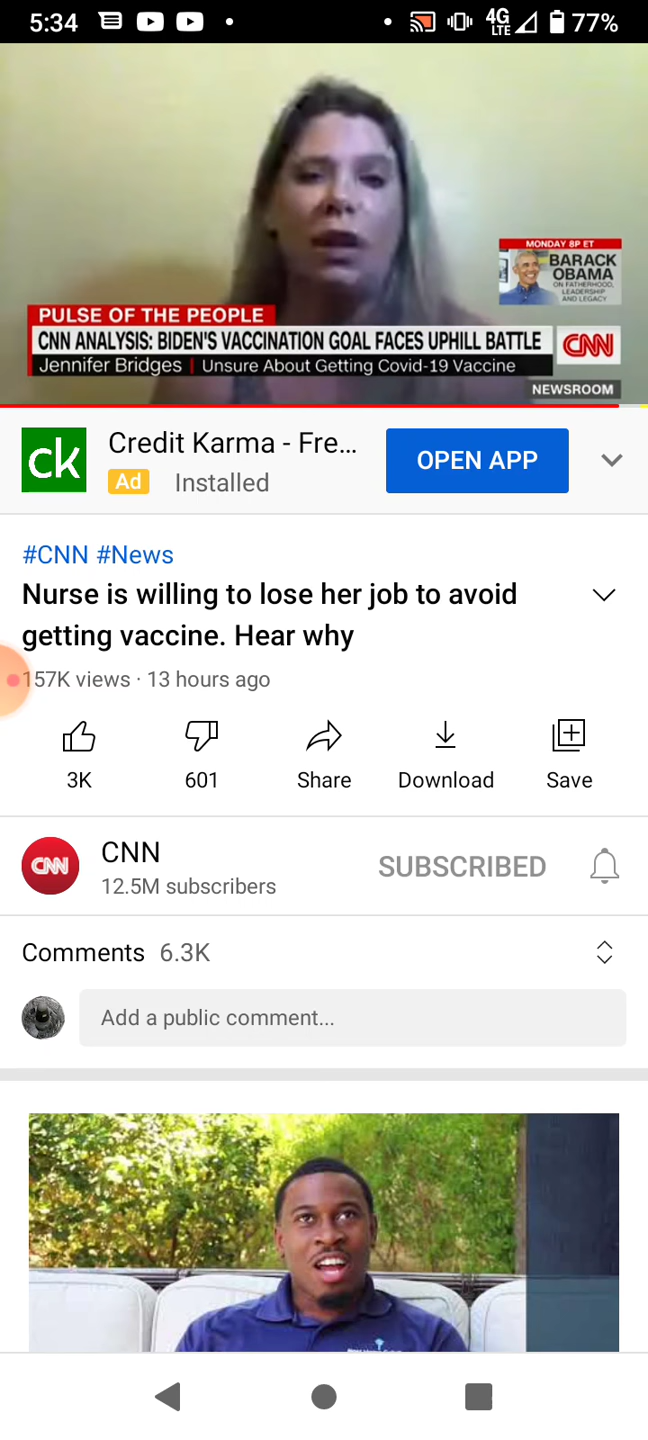 5:34
4G
LTE
77%
MONDAY 8P ET
BARACK
OBAMA
ON FATHERHOOD,
LEADERSHIP
AND LEGACY
PULSE OF THE PEOPLE
CNN ANALYSIS: BIDEN'S VACCINATION GOAL FACES UPHILL BATTLE
CNN
Jennifer Bridges | Unsure About Getting Covid-19 Vaccine
NEWSROOM
ck
Credit Karma - Fre...
Ad Installed
OPEN APP
#CNN #News
Nurse is willing to lose her job to avoid
getting vaccine. Hear why
157K views · 13 hours ago
3K
601
Share
Download
Save
CNN
CNN
12.5M subscribers
SUBSCRIBED
Comments 6.3K
Add a public comment...